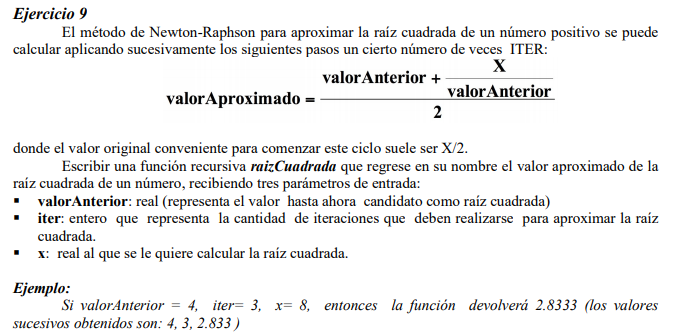 Ejercicio 9
El método de Newton-Raphson para aproximar la raíz cuadrada de un número positivo se puede
calcular aplicando sucesivamente los siguientes pasos un cierto número de veces ITER:
valorAproximado = valorAnterior + X
valorAnterior
2
donde el valor original conveniente para comenzar este ciclo suele ser X/2.
Escribir una función recursiva raizCuadrada que regrese en su nombre el valor aproximado de la
raíz cuadrada de un número, recibiendo tres parámetros de entrada:
▪ valorAnterior: real (representa el valor hasta ahora candidato como raíz cuadrada)
▪ iter: entero que representa la cantidad de iteraciones que deben realizarse para aproximar la raíz
cuadrada.
▪ x: real al que se le quiere calcular la raíz cuadrada.
Ejemplo:
Si valorAnterior = 4, iter= 3, x= 8, entonces la función devolverá 2.8333 (los valores
sucesivos obtenidos son: 4, 3, 2.833 )